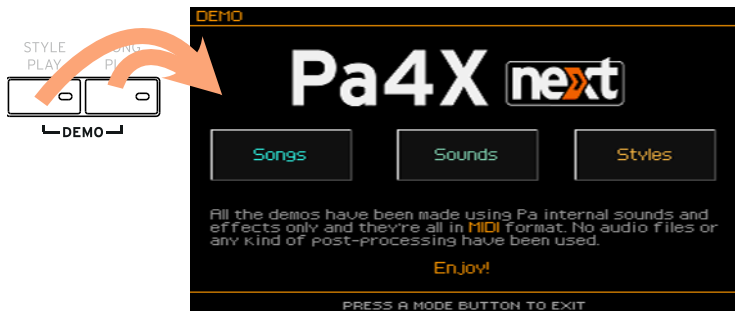 STYLE
PLAY
SONG
PLAY
DEMO
DEMO
Pa4X next
Songs Sounds Styles
All the demos have been made using Pa internal sounds and
effects only and they're all in MIDI format. No audio files or
any kind of post-processing have been used.
Enjoy!
PRESS A MODE BUTTON TO EXIT